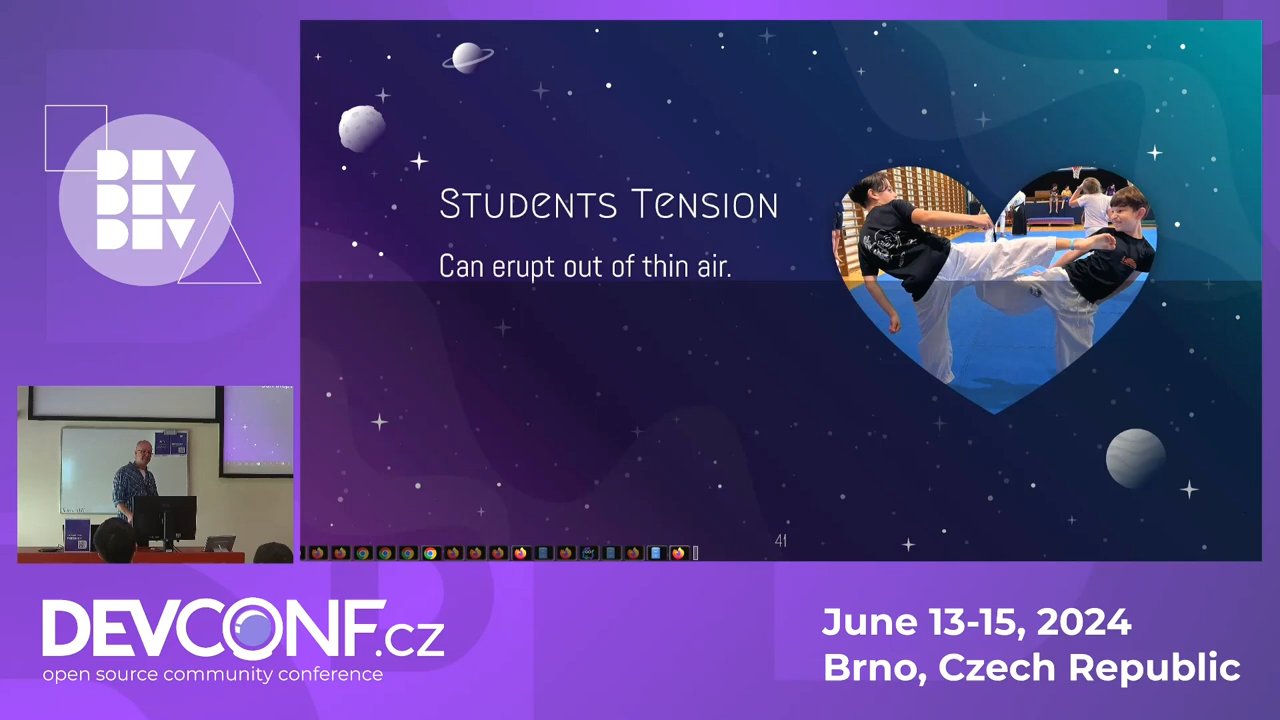 DEV
DEV
DEV
STUDENTS TENSION
Can erupt out of thin air.
41
DEVCONF.cz
open source community conference
June 13-15, 2024
Brno, Czech Republic